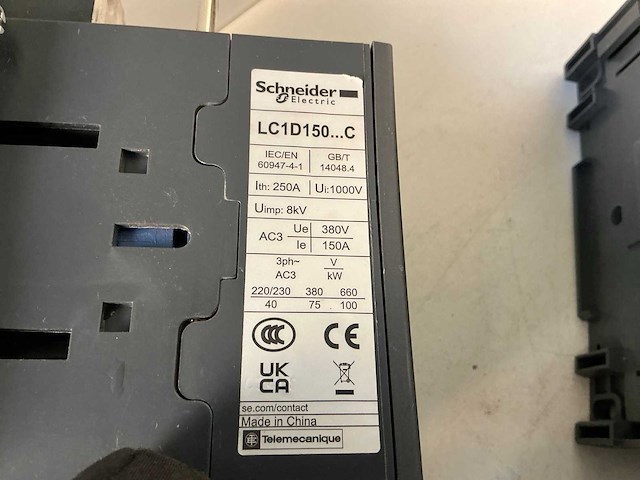 Schneider
Electric
LC1D150...C
IEC/EN 60947-4-1 GB/T 14048.4
Ith: 250A Ui:1000V
Uimp: 8kV
AC3 Ue 380V
Ie 150A
3ph~ V
AC3 kW
220/230 380 660
40 75 100
CCC CE
UK
CA
se.com/contact
Made in China
Telemecanique